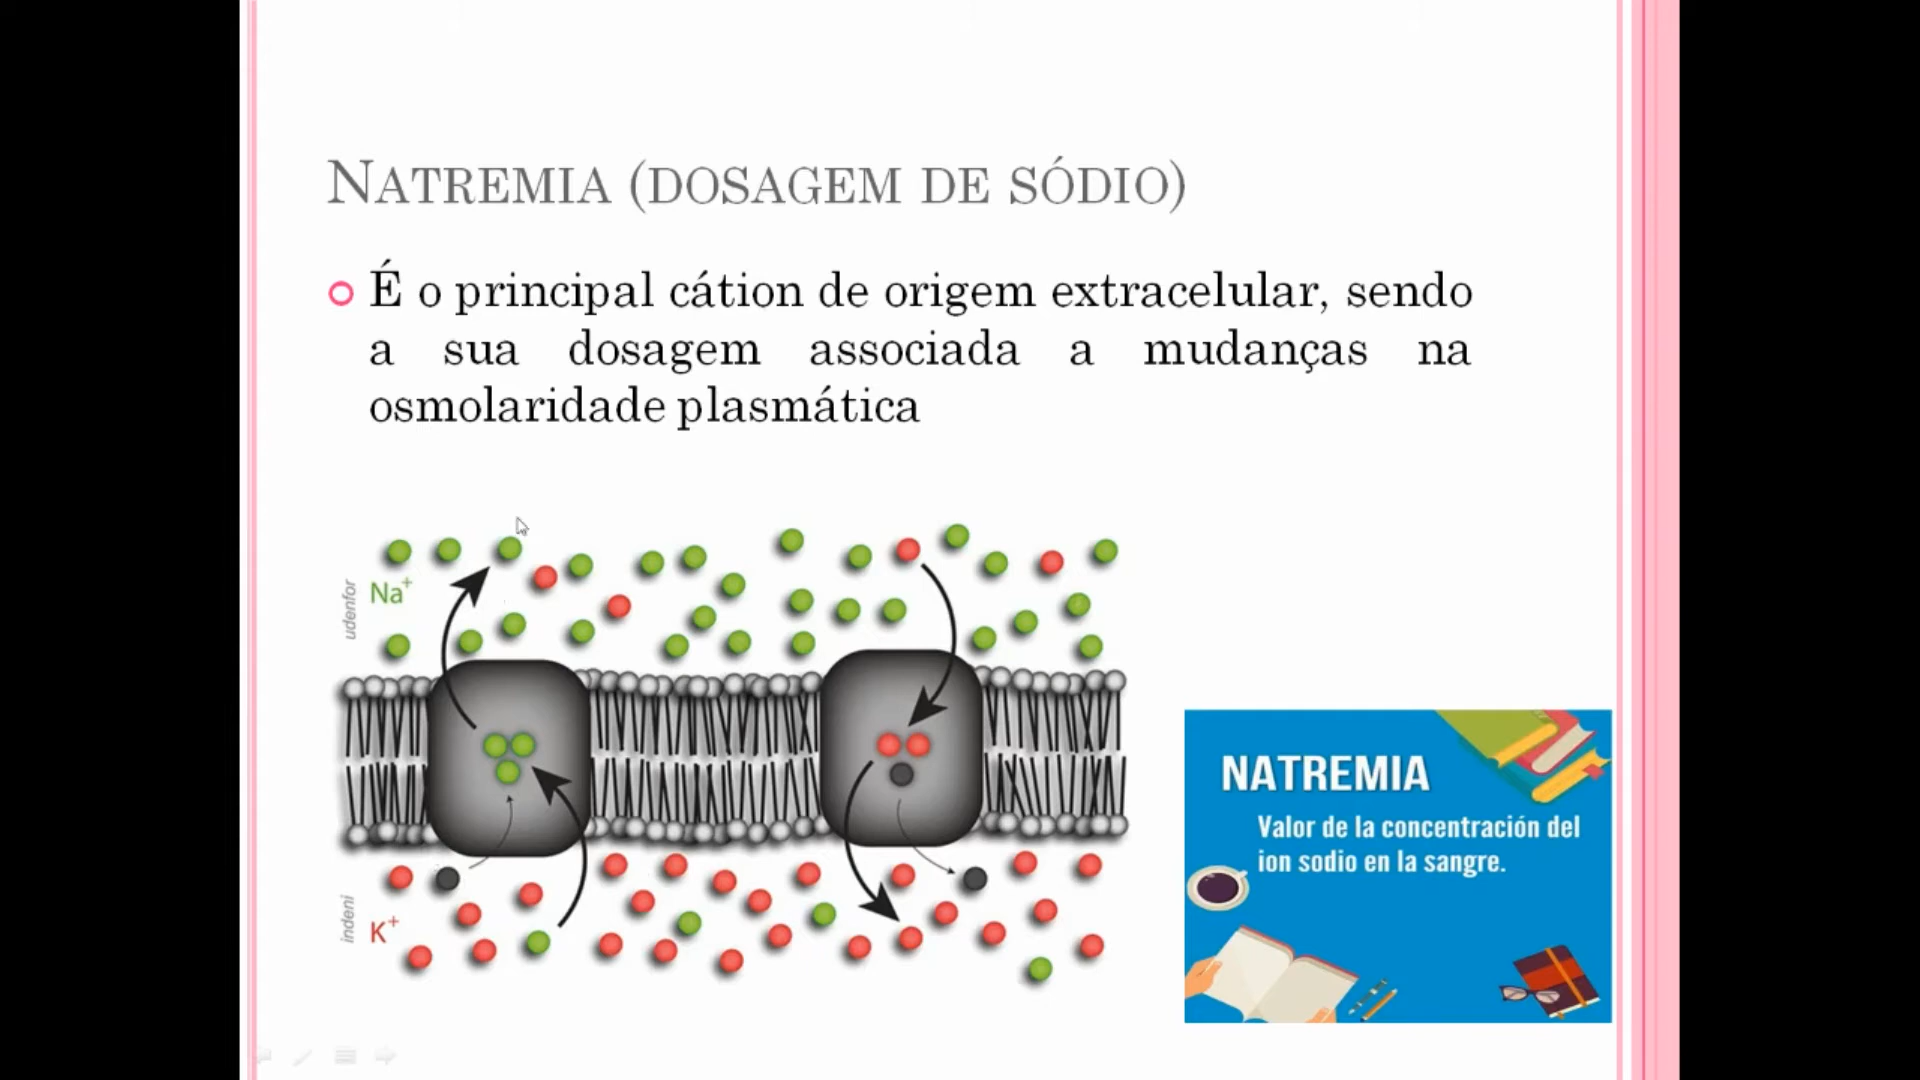 NATREMIA (DOSAGEM DE SÓDIO)
É o principal cátion de origem extracelular, sendo
a sua dosagem associada a mudanças na
osmolaridade plasmática
udenfor
Na+
indeni
K+
NATREMIA
Valor de la concentración del
ion sodio en la sangre.